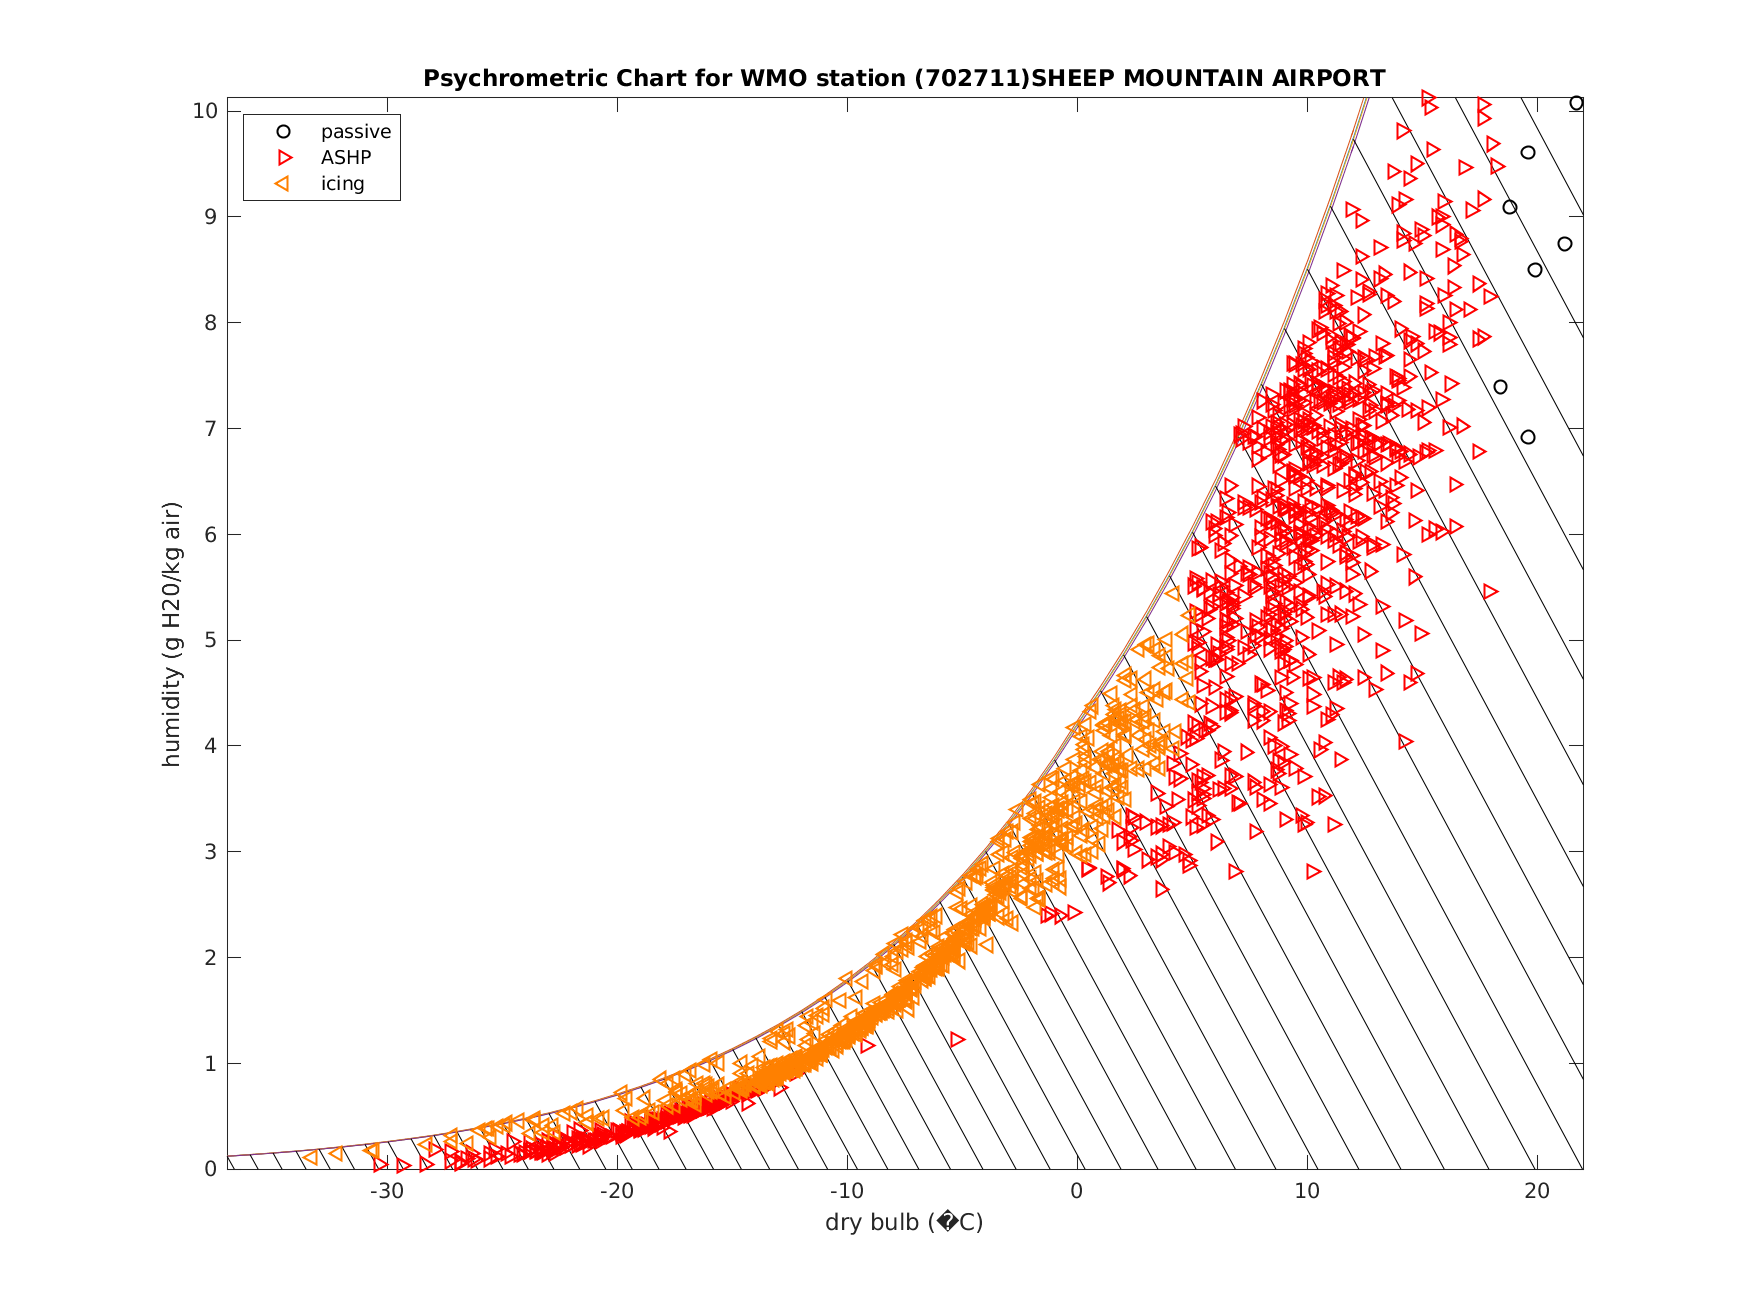 Psychrometric Chart for WMO station (702711)SHEEP MOUNTAIN AIRPORT
passive
ASHP
icing
10
9
8
7
6
5
4
3
2
1
0
humidity (g H20/kg air)
-30 -20 -10 0 10 20
dry bulb (�C)